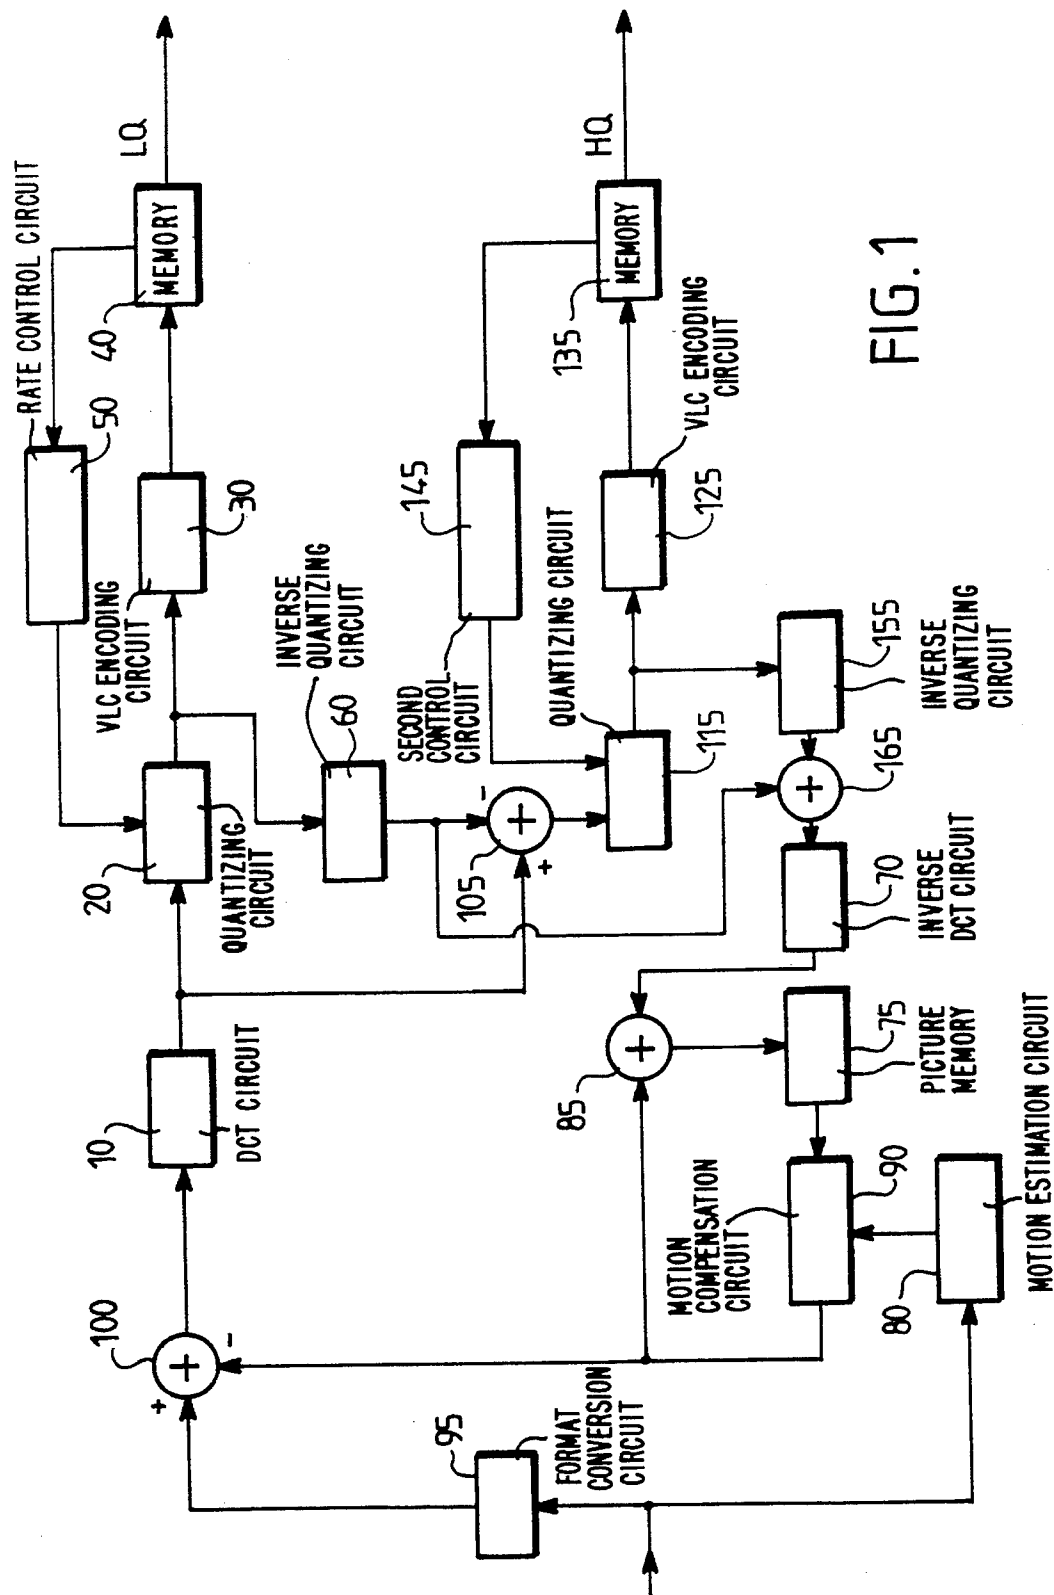 RATE CONTROL CIRCUIT
50
40
MEMORY
LQ
VLC ENCODING
CIRCUIT
30
20
QUANTIZING
CIRCUIT
INVERSE
QUANTIZING
CIRCUIT
60
10
DCT CIRCUIT
100
+
-
+
SECOND
CONTROL
CIRCUIT
145
135
MEMORY
HQ
QUANTIZING CIRCUIT
115
VLC ENCODING
CIRCUIT
125
105
-
+
+
155
INVERSE
QUANTIZING
CIRCUIT
165
+
70
INVERSE
DCT CIRCUIT
85
+
75
PICTURE
MEMORY
MOTION
COMPENSATION
CIRCUIT
90
80
MOTION ESTIMATION CIRCUIT
95
FORMAT
CONVERSION
CIRCUIT
FIG. 1